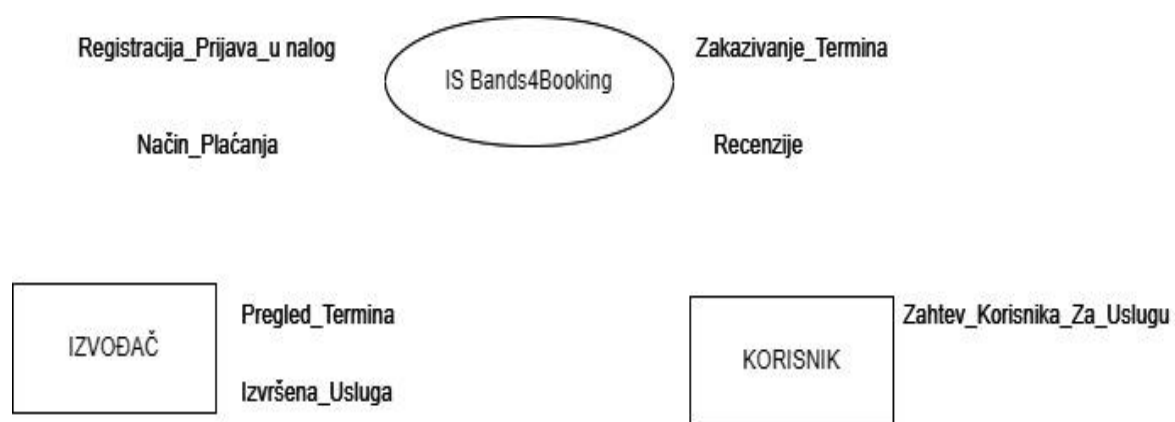 Registracija_Prijava_u nalog
IS Bands4Booking
Zakazivanje_Termina
Način_Plaćanja
Recenzije
IZVOĐAČ
Pregled_Termina
Izvršena_Usluga
KORISNIK
Zahtev_Korisnika_Za_Uslugu